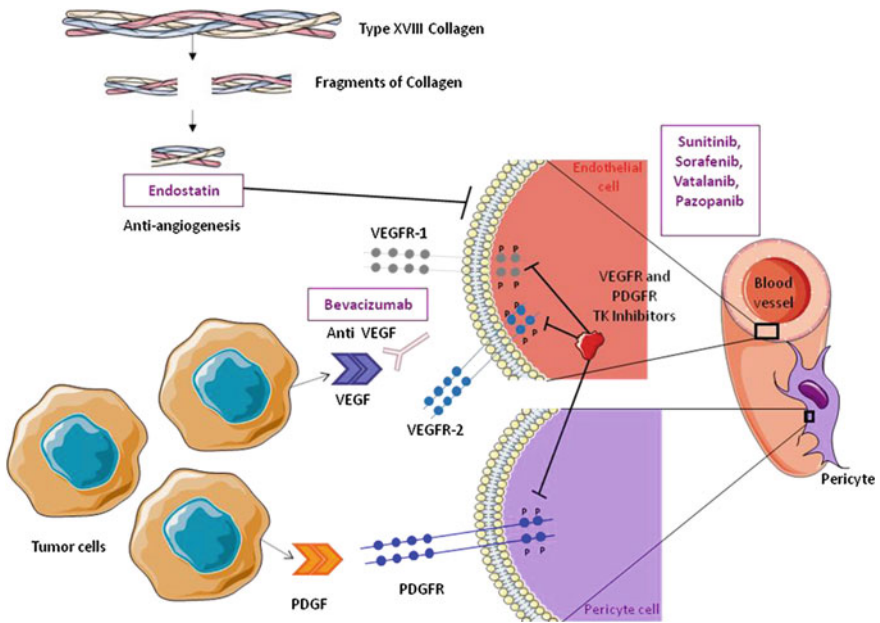 Type XVIII Collagen
Fragments of Collagen
Endostatin
Anti-angiogenesis
Sunitinib,
Sorafenib,
Vatalanib,
Pazopanib
Endothelial
cell
VEGFR-1
P P
P P
VEGFR and
PDGFR
TK Inhibitors
Blood
vessel
Bevacizumab
Anti VEGF
VEGF
P
P P
P P
VEGFR-2
Pericyte
Tumor cells
PDGF
PDGFR
P P
P P
Pericyte cell